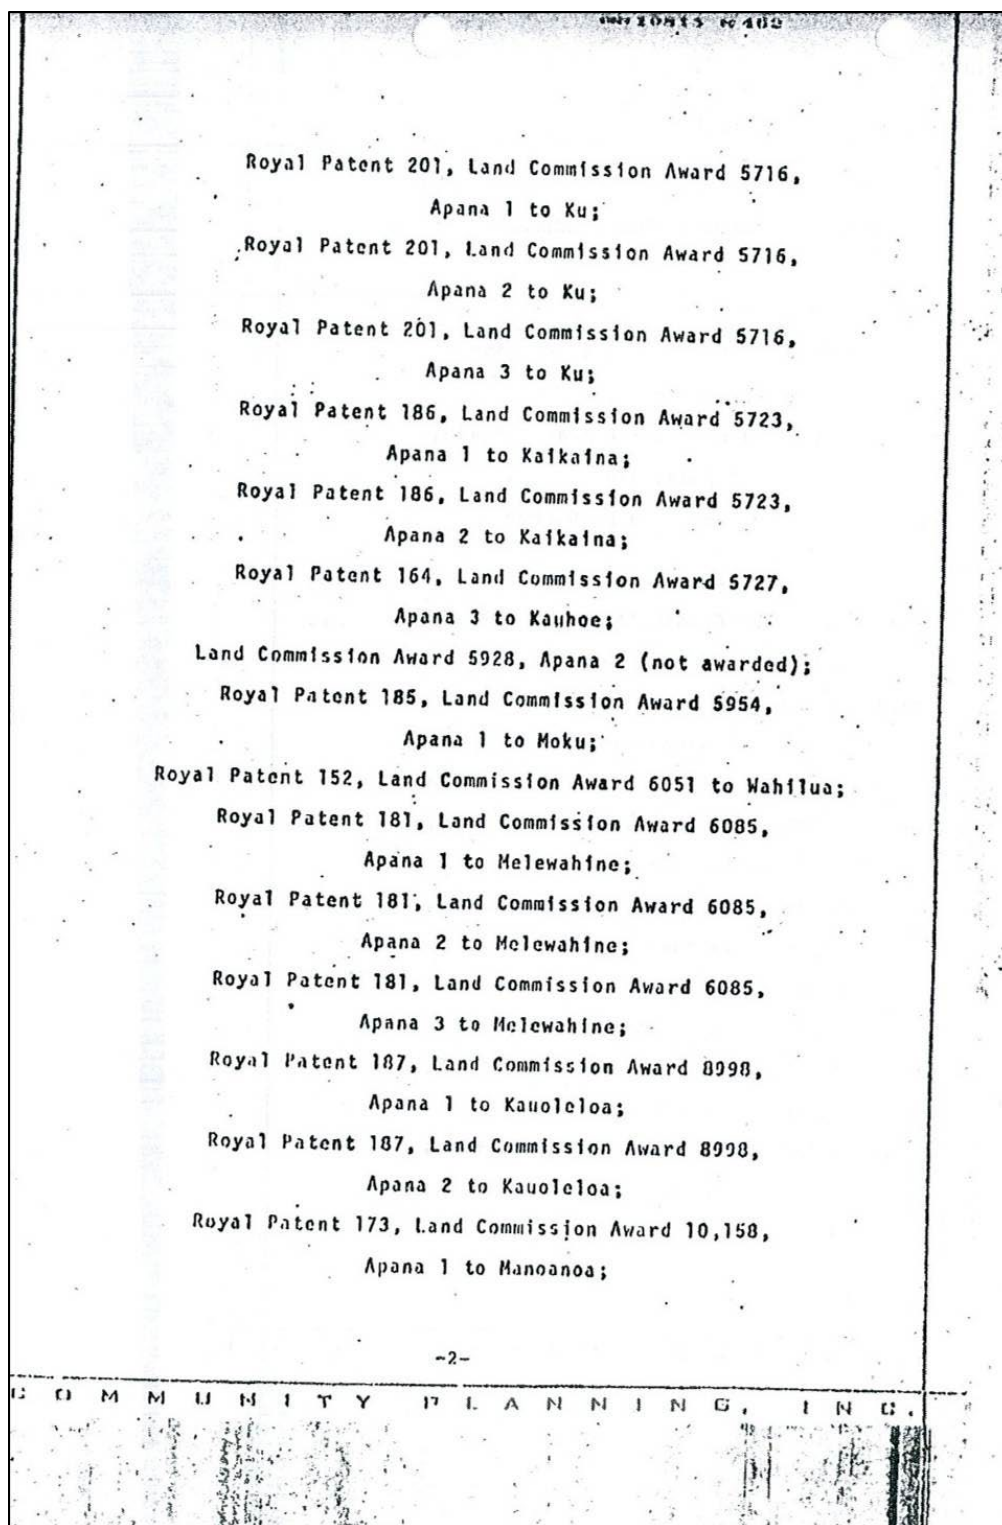 Royal Patent 201, Land Commission Award 5716,
Apana 1 to Ku;
Royal Patent 201, Land Commission Award 5716,
Apana 2 to Ku;
Royal Patent 201, Land Commission Award 5716,
Apana 3 to Ku;
Royal Patent 186, Land Commission Award 5723,
Apana 1 to Kaikaina;
Royal Patent 186, Land Commission Award 5723,
Apana 2 to Kaikaina;
Royal Patent 164, Land Commission Award 5727,
Apana 3 to Kauhoe;
Land Commission Award 5928, Apana 2 (not awarded);
Royal Patent 185, Land Commission Award 5954,
Apana 1 to Moku;
Royal Patent 152, Land Commission Award 6051 to Wahilua;
Royal Patent 181, Land Commission Award 6085,
Apana 1 to Melewahine;
Royal Patent 181, Land Commission Award 6085,
Apana 2 to Melewahine;
Royal Patent 181, Land Commission Award 6085,
Apana 3 to Melewahine;
Royal Patent 187, Land Commission Award 8998,
Apana 1 to Kauoleloa;
Royal Patent 187, Land Commission Award 8998,
Apana 2 to Kauoleloa;
Royal Patent 173, Land Commission Award 10,158,
Apana 1 to Manoanoa;
-2-
COMMUNITY PLANNING, INC.